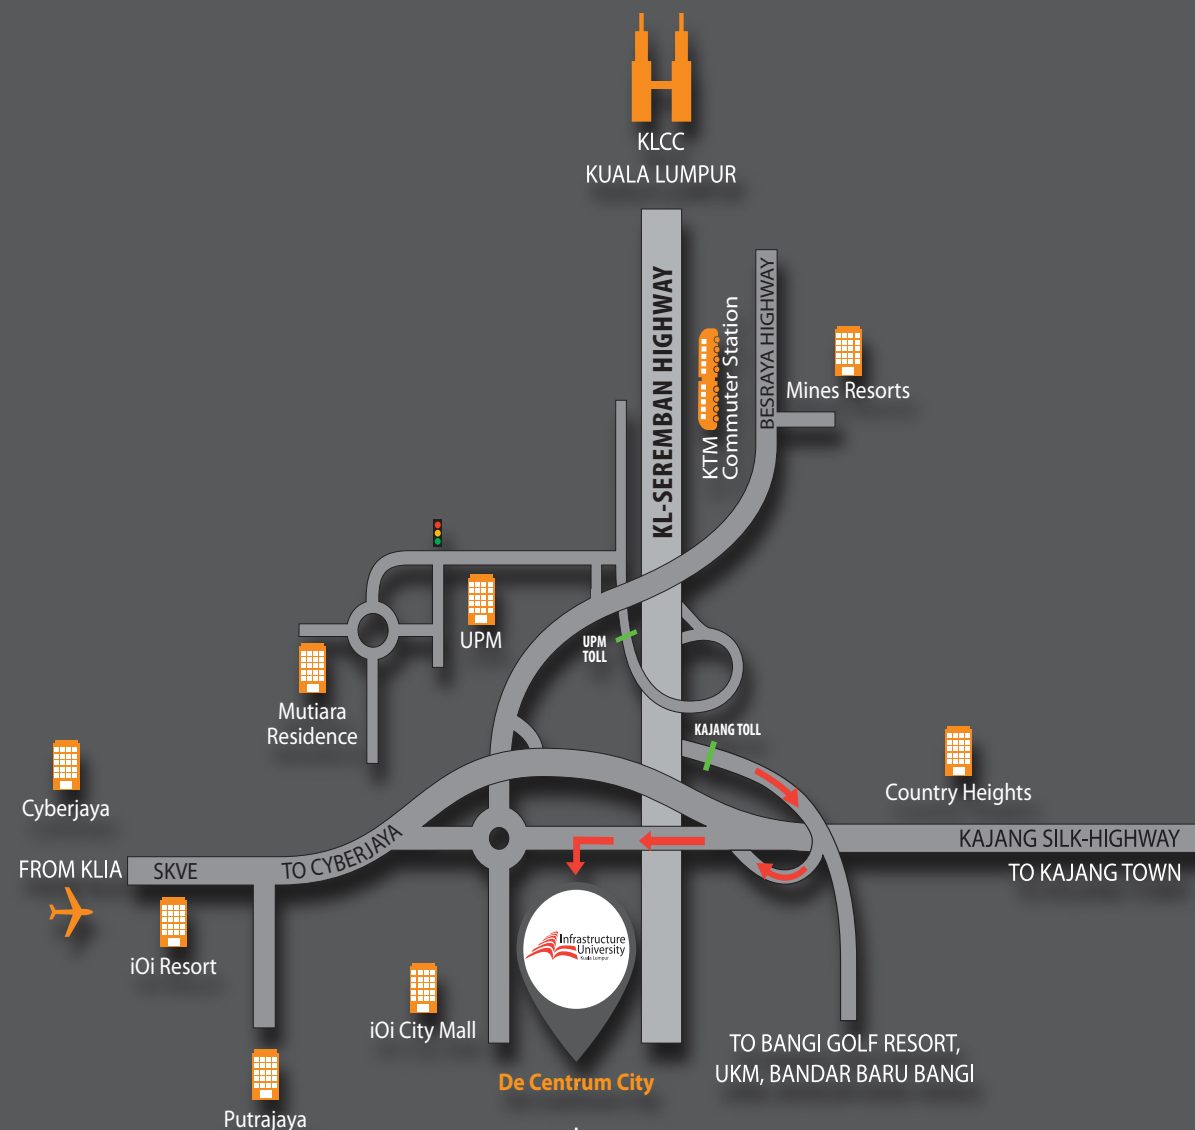 KLCC
KUALA LUMPUR
KL-SEREMBAN HIGHWAY
KTM
Commuter Station
BESRAYA HIGHWAY
Mines Resorts
UPM
UPM
TOLL
Mutiara
Residence
KAJANG TOLL
Cyberjaya
Country Heights
KAJANG SILK-HIGHWAY
TO KAJANG TOWN
FROM KLIA
SKVE
TO CYBERJAYA
iOi Resort
Infrastructure
University
Kuala Lumpur
iOi City Mall
TO BANGI GOLF RESORT,
UKM, BANDAR BARU BANGI
De Centrum City
Putrajaya